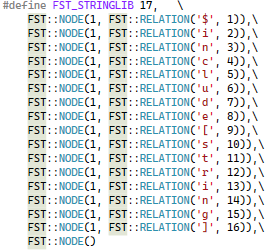 #define FST_STRINGLIB 17, \
FST::NODE(1, FST::RELATION('$', 1)),\
FST::NODE(1, FST::RELATION('i', 2)),\
FST::NODE(1, FST::RELATION('n', 3)),\
FST::NODE(1, FST::RELATION('c', 4)),\
FST::NODE(1, FST::RELATION('l', 5)),\
FST::NODE(1, FST::RELATION('u', 6)),\
FST::NODE(1, FST::RELATION('d', 7)),\
FST::NODE(1, FST::RELATION('e', 8)),\
FST::NODE(1, FST::RELATION('[', 9)),\
FST::NODE(1, FST::RELATION('s', 10)),\
FST::NODE(1, FST::RELATION('t', 11)),\
FST::NODE(1, FST::RELATION('r', 12)),\
FST::NODE(1, FST::RELATION('i', 13)),\
FST::NODE(1, FST::RELATION('n', 14)),\
FST::NODE(1, FST::RELATION('g', 15)),\
FST::NODE(1, FST::RELATION(']', 16)),\
FST::NODE()